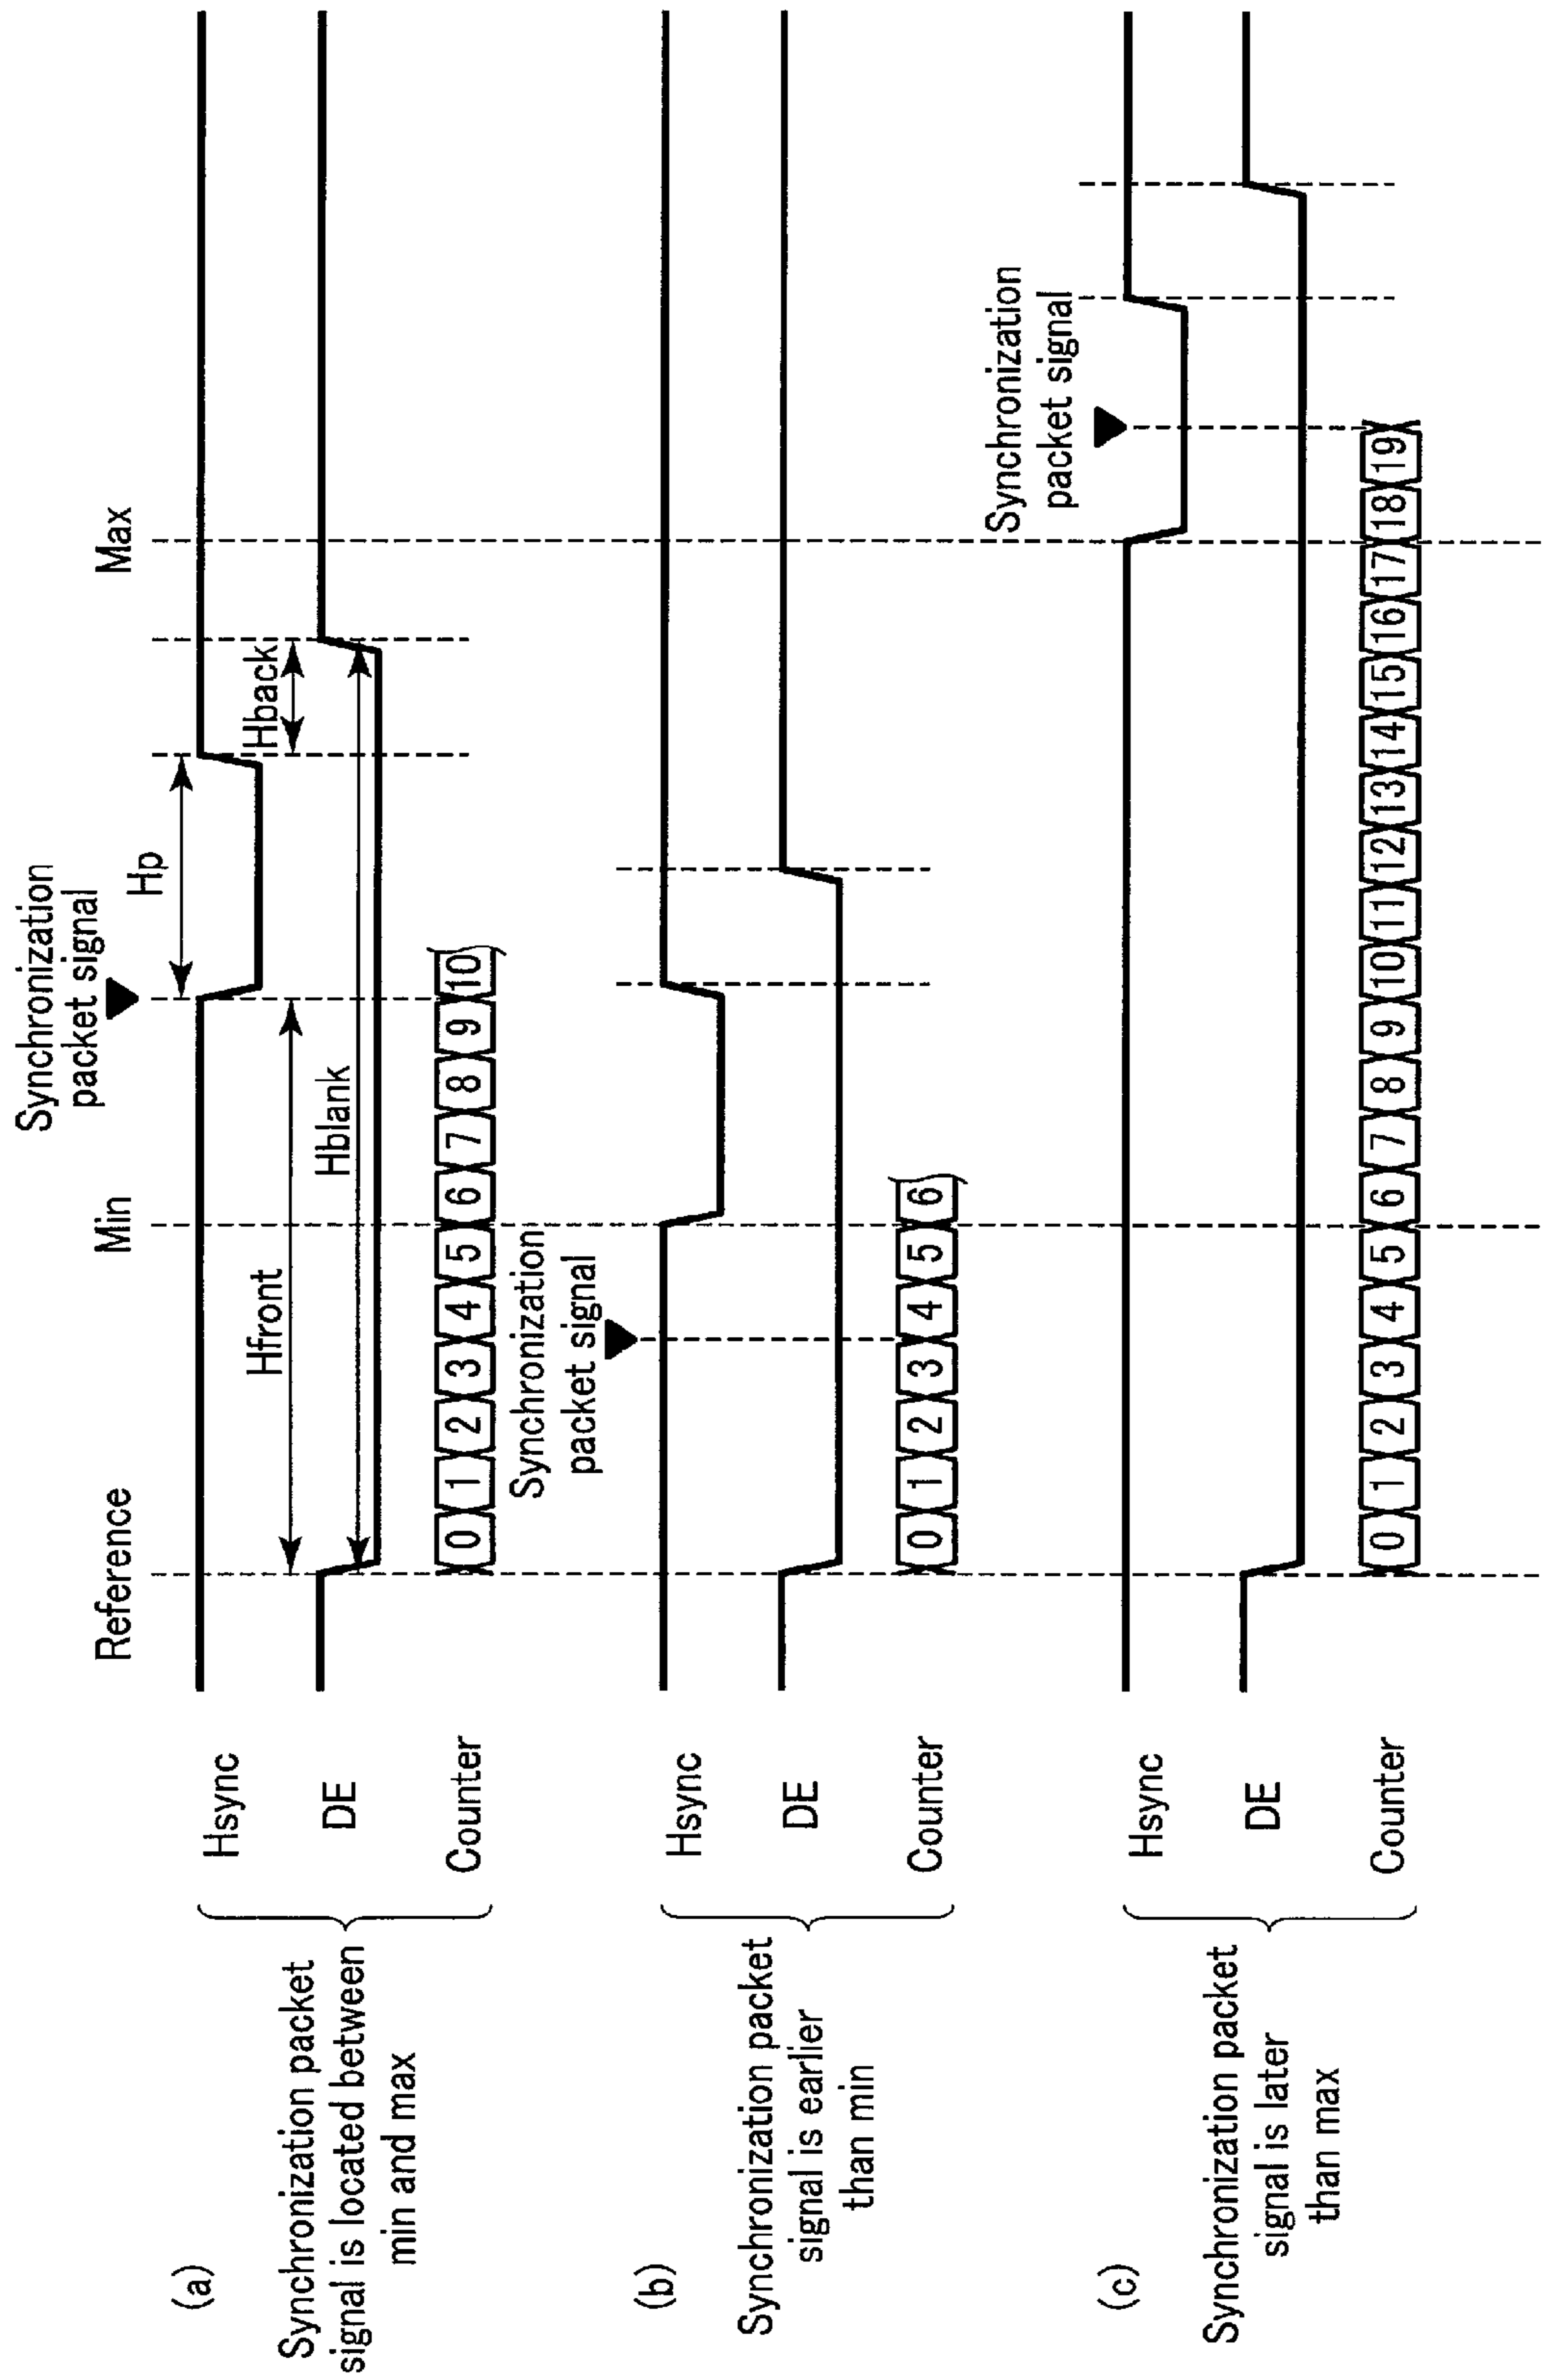 Reference
Min
Max
(a)
Synchronization packet
signal is located between
min and max
Synchronization
packet signal
Hsync
Hp
DE
Hfront
Hback
Hblank
Counter
0 1 2 3 4 5 6 7 8 9 10
(b)
Synchronization packet
signal is earlier
than min
Synchronization
packet signal
Hsync
DE
Counter
0 1 2 3 4 5 6
(c)
Synchronization packet
signal is later
than max
Synchronization
packet signal
Hsync
DE
Counter
0 1 2 3 4 5 6 7 8 9 10 11 12 13 14 15 16 17 18 19